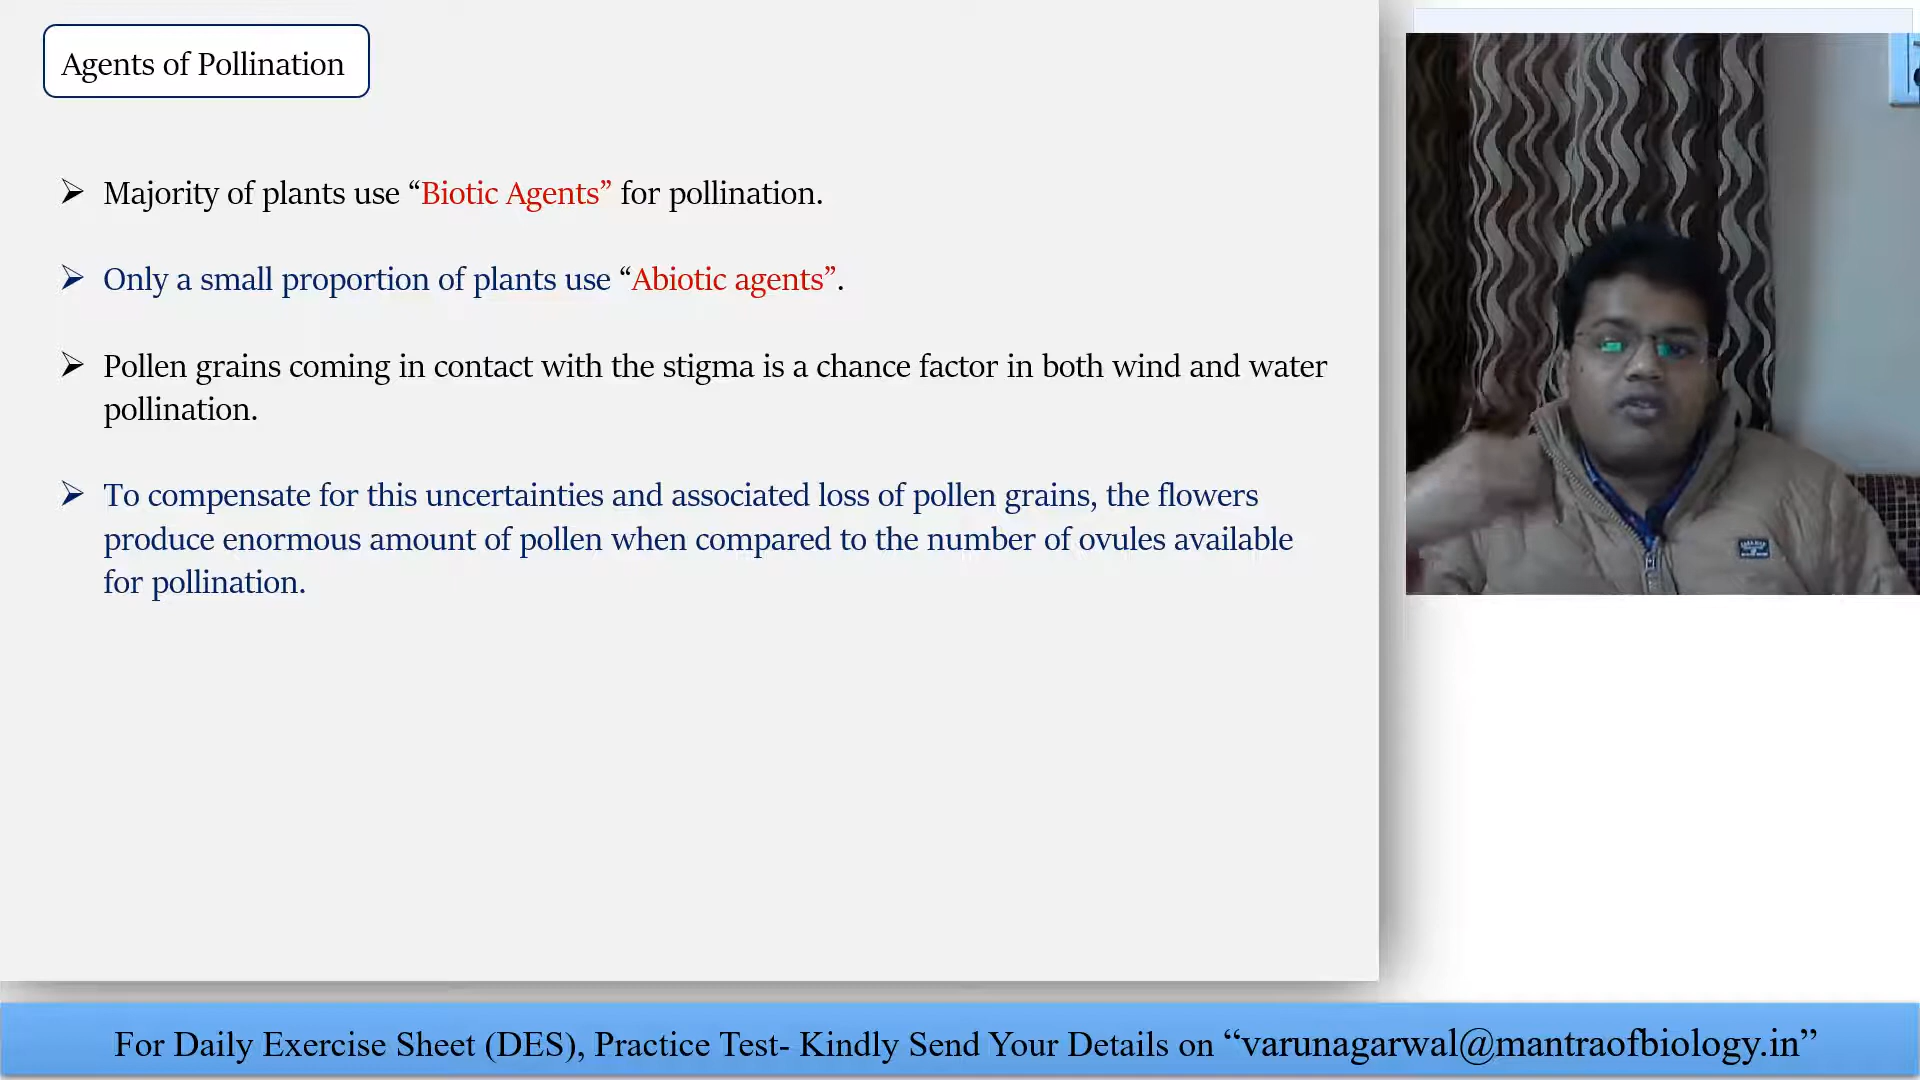 Agents of Pollination
Majority of plants use “Biotic Agents” for pollination.
Only a small proportion of plants use “Abiotic agents”.
Pollen grains coming in contact with the stigma is a chance factor in both wind and water
pollination.
To compensate for this uncertainties and associated loss of pollen grains, the flowers
produce enormous amount of pollen when compared to the number of ovules available
for pollination.
For Daily Exercise Sheet (DES), Practice Test- Kindly Send Your Details on “varunagarwal@mantraofbiology.in”